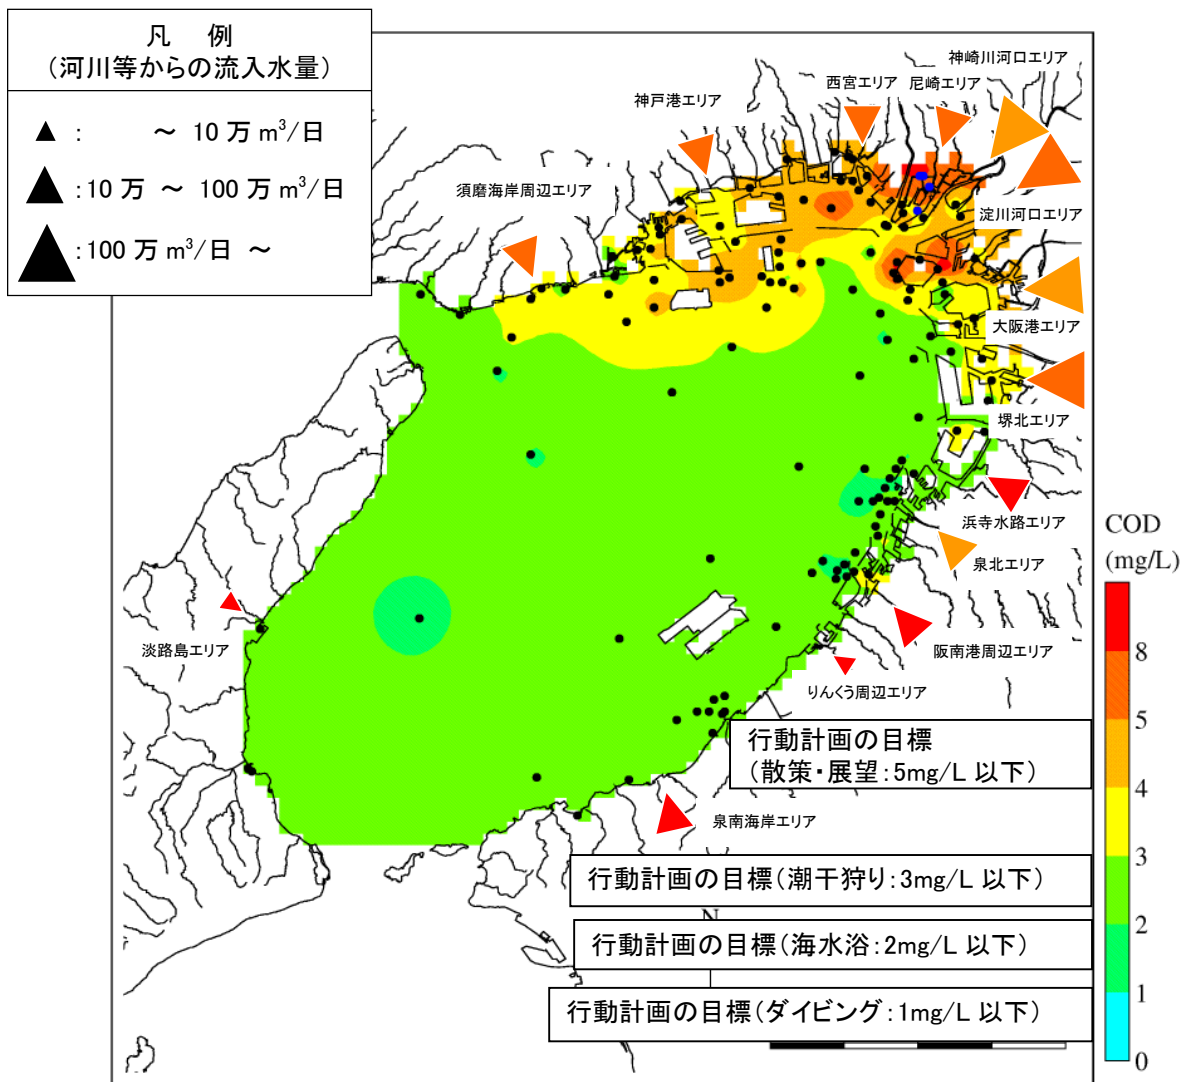 凡 例
（河川等からの流入水量）
： ～ 10 万 m³/日
：10 万 ～ 100 万 m³/日
：100 万 m³/日 ～
神崎川河口エリア
西宮エリア
尼崎エリア
神戸港エリア
須磨海岸周辺エリア
淀川河口エリア
大阪港エリア
堺北エリア
浜寺水路エリア
泉北エリア
阪南港周辺エリア
りんくう周辺エリア
淡路島エリア
泉南海岸エリア
COD
(mg/L)
8
5
4
3
2
1
0
行動計画の目標
（散策・展望：5mg/L 以下）
行動計画の目標（潮干狩り：3mg/L 以下）
N
行動計画の目標（海水浴：2mg/L 以下）
行動計画の目標（ダイビング：1mg/L 以下）